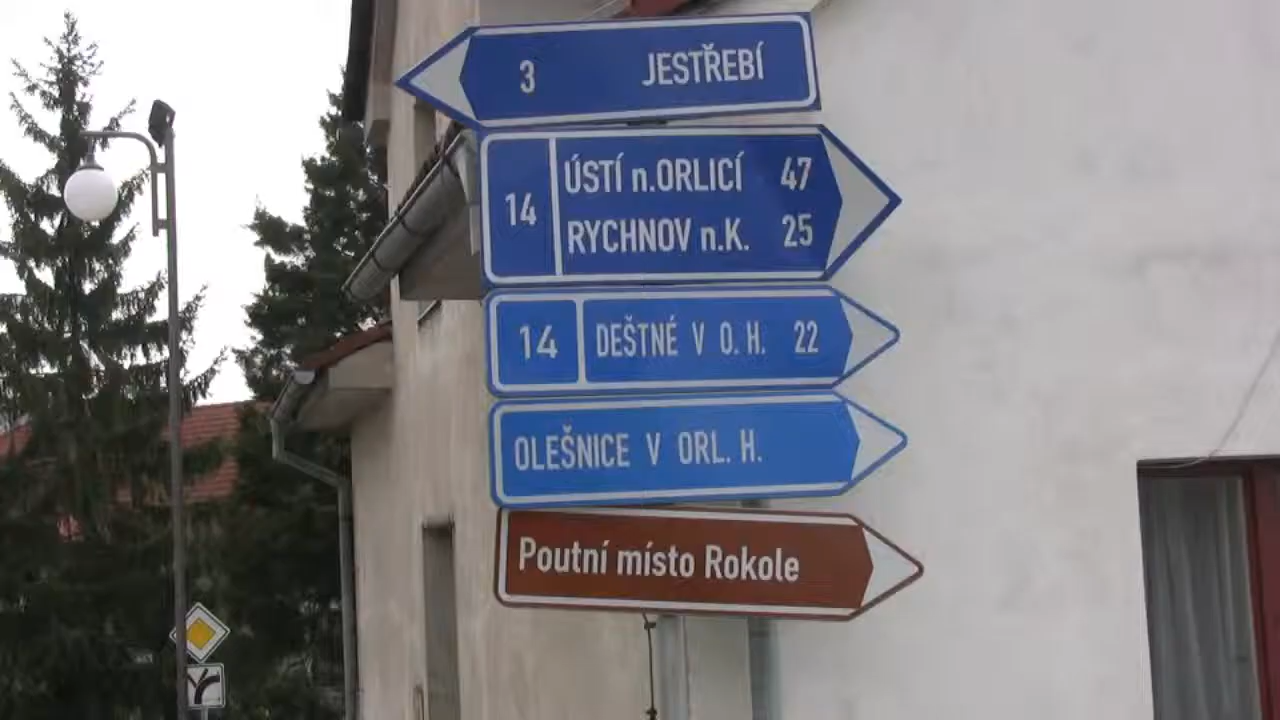 3 JESTŘEBÍ
14 ÚSTÍ n.ORLICÍ 47
RYCHNOV n.K. 25
14 DEŠTNÉ V O. H. 22
OLEŠNICE V ORL. H.
Poutní místo Rokole